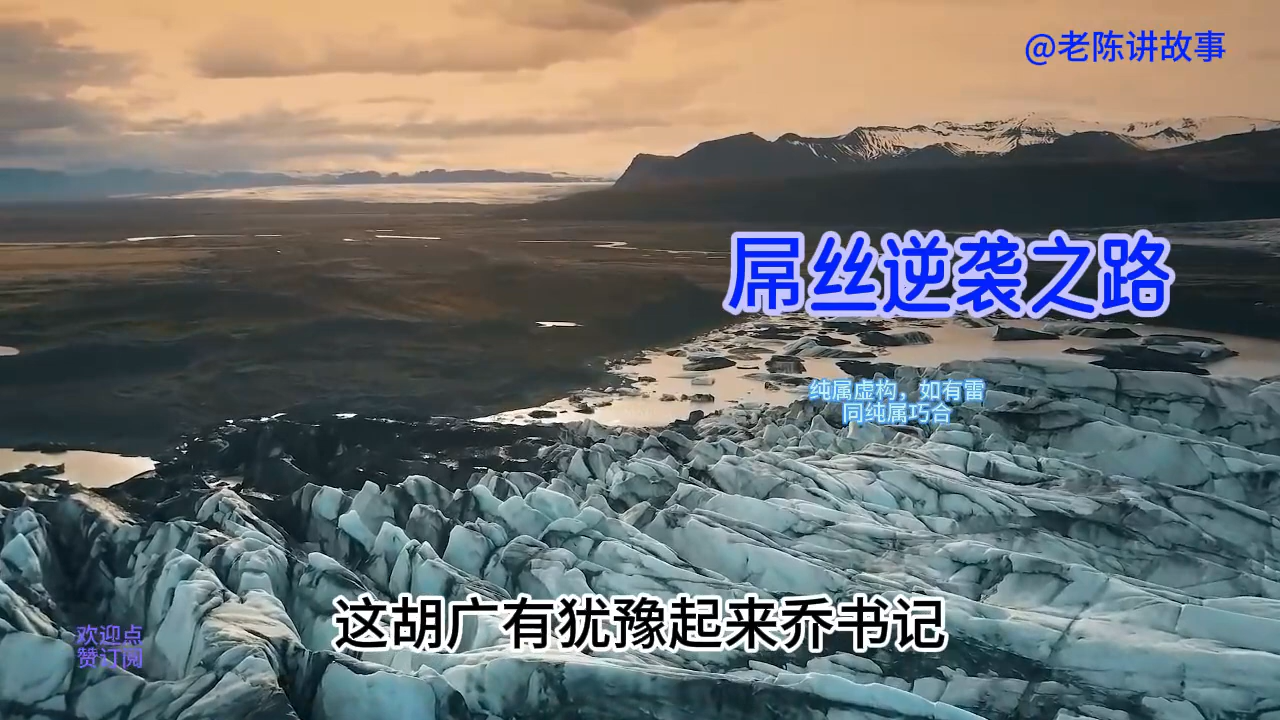 @老陈讲故事
屌丝逆袭之路
纯属虚构，如有雷
同纯属巧合
这胡广有犹豫起来乔书记
欢迎点
赞订阅